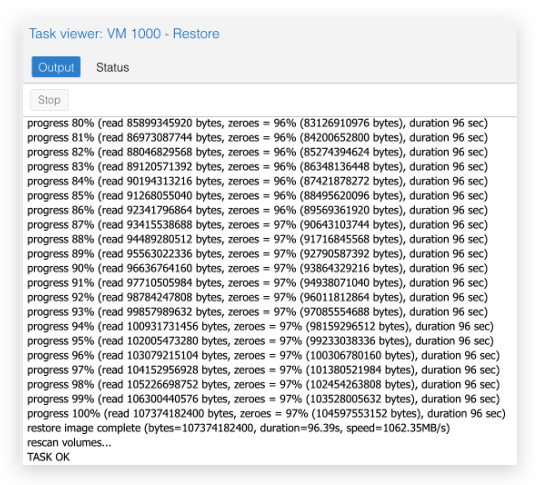 Task viewer: VM 1000 - Restore
Output Status
Stop
progress 80% (read 85899345920 bytes, zeroes = 96% (83126910976 bytes), duration 96 sec)
progress 81% (read 86973087744 bytes, zeroes = 96% (84200652800 bytes), duration 96 sec)
progress 82% (read 88046829568 bytes, zeroes = 96% (85274394624 bytes), duration 96 sec)
progress 83% (read 89120571392 bytes, zeroes = 96% (86348136448 bytes), duration 96 sec)
progress 84% (read 90194313216 bytes, zeroes = 96% (87421878272 bytes), duration 96 sec)
progress 85% (read 91268055040 bytes, zeroes = 96% (88495620096 bytes), duration 96 sec)
progress 86% (read 92341796864 bytes, zeroes = 96% (89569361920 bytes), duration 96 sec)
progress 87% (read 93415538688 bytes, zeroes = 97% (90643103744 bytes), duration 96 sec)
progress 88% (read 94489280512 bytes, zeroes = 97% (91716845568 bytes), duration 96 sec)
progress 89% (read 95563022336 bytes, zeroes = 97% (92790587392 bytes), duration 96 sec)
progress 90% (read 96636764160 bytes, zeroes = 97% (93864329216 bytes), duration 96 sec)
progress 91% (read 97710505984 bytes, zeroes = 97% (94938071040 bytes), duration 96 sec)
progress 92% (read 98784247808 bytes, zeroes = 97% (96011812864 bytes), duration 96 sec)
progress 93% (read 99857989632 bytes, zeroes = 97% (97085554688 bytes), duration 96 sec)
progress 94% (read 100931731456 bytes, zeroes = 97% (98159296512 bytes), duration 96 sec)
progress 95% (read 102005473280 bytes, zeroes = 97% (99233038336 bytes), duration 96 sec)
progress 96% (read 103079215104 bytes, zeroes = 97% (100306780160 bytes), duration 96 sec)
progress 97% (read 104152956928 bytes, zeroes = 97% (101380521984 bytes), duration 96 sec)
progress 98% (read 105226698752 bytes, zeroes = 97% (102454263808 bytes), duration 96 sec)
progress 99% (read 106300440576 bytes, zeroes = 97% (103528005632 bytes), duration 96 sec)
progress 100% (read 107374182400 bytes, zeroes = 97% (104597553152 bytes), duration 96 sec)
restore image complete (bytes=107374182400, duration=96.39s, speed=1062.35MB/s)
rescan volumes...
TASK OK